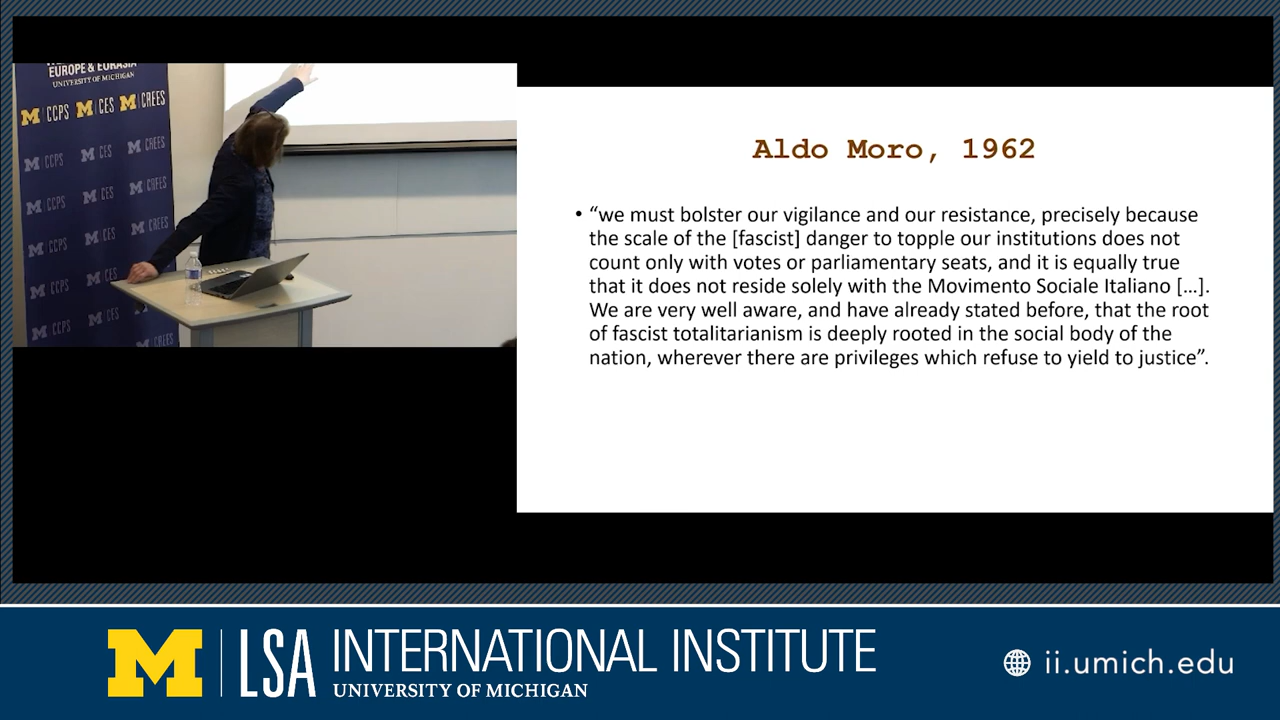 EUROPE & EURASIA
UNIVERSITY OF MICHIGAN
M CCPS M CES M CREES
M CCPS M CES M CREES
M CCPS M CES M CREES
M CCPS M CES M CREES
M CCPS M CES
M CCPS M CES
M CCPS M CES M CREES
Aldo Moro, 1962
• “we must bolster our vigilance and our resistance, precisely because
the scale of the [fascist] danger to topple our institutions does not
count only with votes or parliamentary seats, and it is equally true
that it does not reside solely with the Movimento Sociale Italiano […].
We are very well aware, and have already stated before, that the root
of fascist totalitarianism is deeply rooted in the social body of the
nation, wherever there are privileges which refuse to yield to justice”.
M LSA INTERNATIONAL INSTITUTE
UNIVERSITY OF MICHIGAN
ii.umich.edu